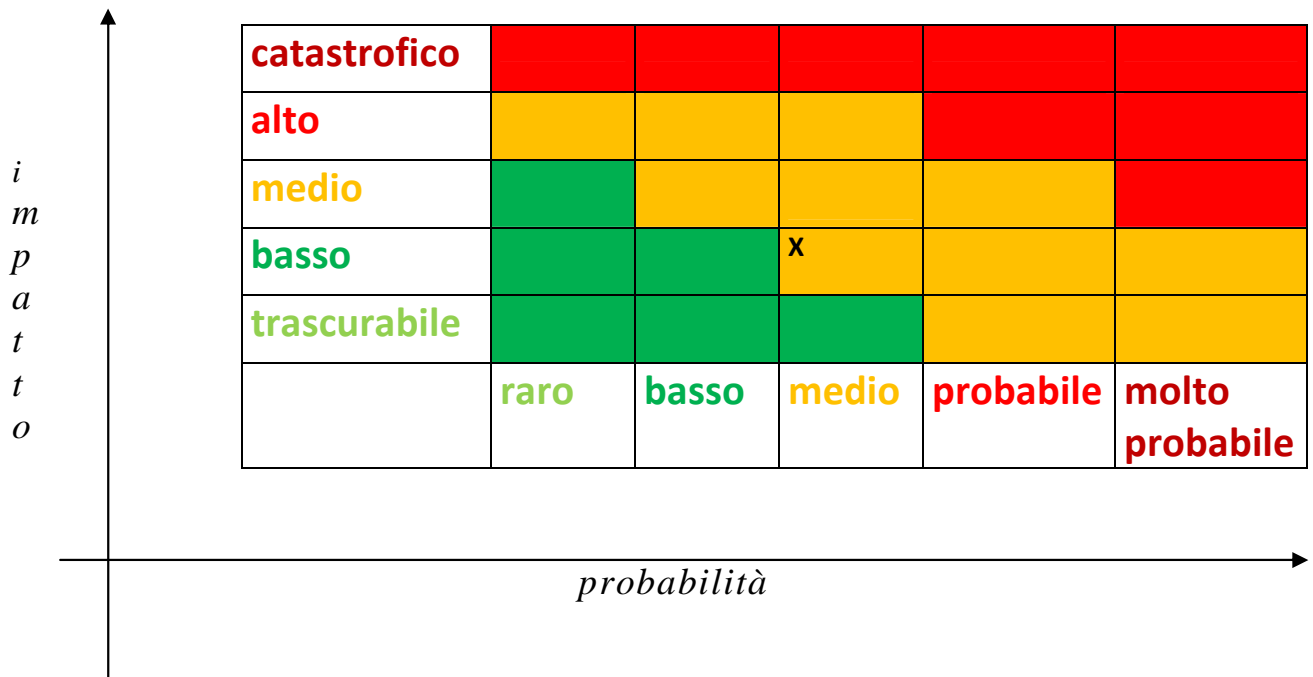 catastrofico
alto
medio
basso X
trascurabile
raro basso medio probabile molto
probabile
i
m
p
a
t
t
o
probabilità